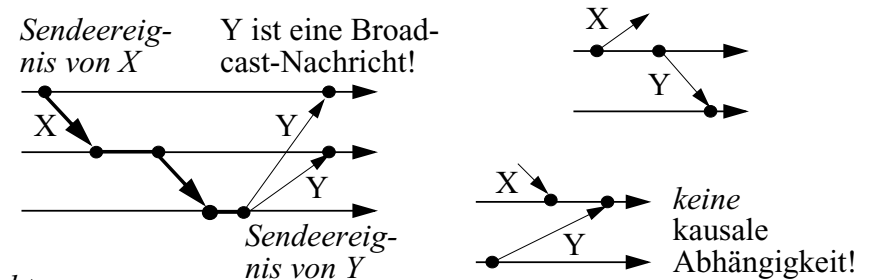 Sendeereig-
nis von X
Y ist eine Broad-
cast-Nachricht!
X
Y
Y
Sendeereig-
nis von Y
X
Y
X
Y
keine
kausale
Abhängigkeit!